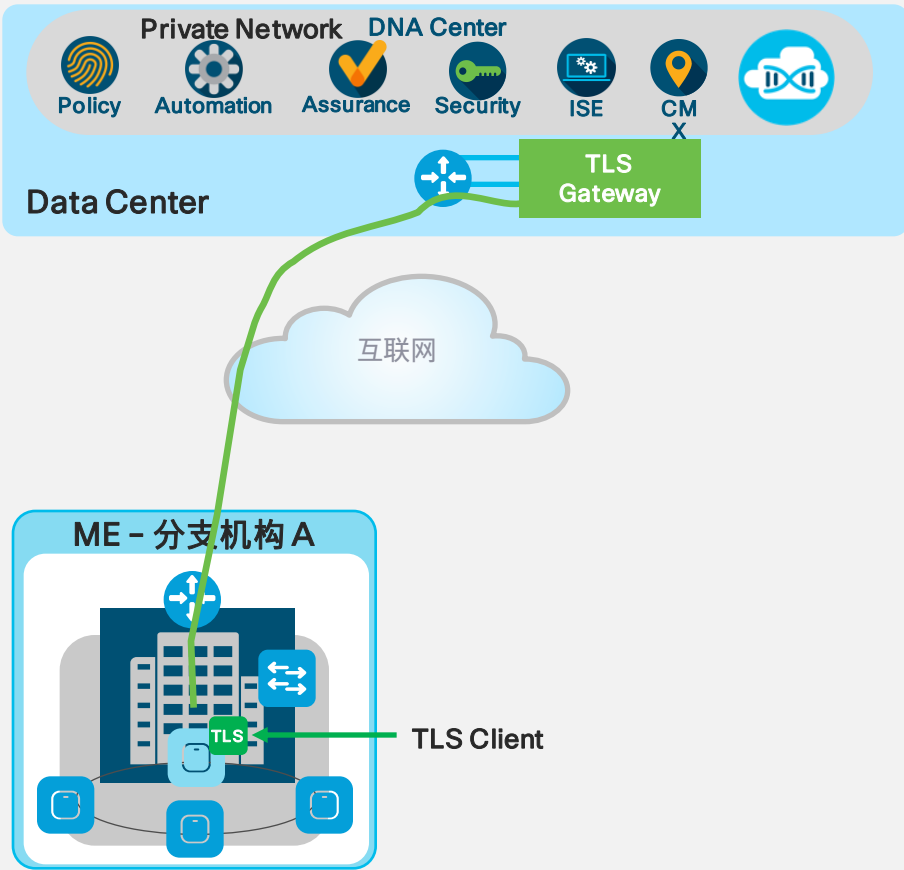 Private Network
DNA Center
Policy
Automation
Assurance
Security
ISE
CM
X
TLS
Gateway
Data Center
互联网
ME – 分支机构 A
TLS
TLS Client